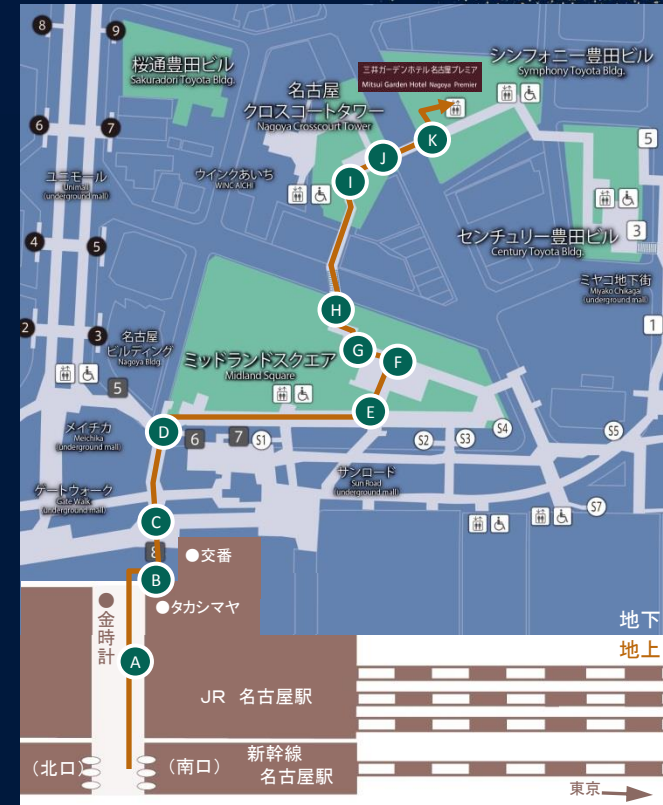 8
9
桜通豊田ビル
Sakuradori Toyota Bldg.
三井ガーデンホテル名古屋プレミア
Mitsui Garden Hotel Nagoya Premier
シンフォニー豊田ビル
Symphony Toyota Bldg.
名古屋
クロスコートタワー
Nagoya Crosscourt Tower
6
7
K
5
J
ユニモール
Unimall
(underground mall)
ウインクあいち
WINC AICHI
I
4
5
センチュリー豊田ビル
Century Toyota Bldg.
3
ミヤコ地下街
Miyako Chikagai
(underground mall)
H
2
3
1
名古屋
ビルディング
Nagoya Bldg.
ミッドランドスクエア
Midland Square
G
F
5
E
メイチカ
Meichika
(underground mall)
D
6
7
S1
S2
S3
S4
S5
ゲートウォーク
Gate Walk
(underground mall)
サンロード
Sun Road
(underground mall)
S7
C
8
●交番
B
●金時計
●タカシマヤ
地下
地上
A
JR 名古屋駅
(北口)
(南口)
新幹線
名古屋駅
東京